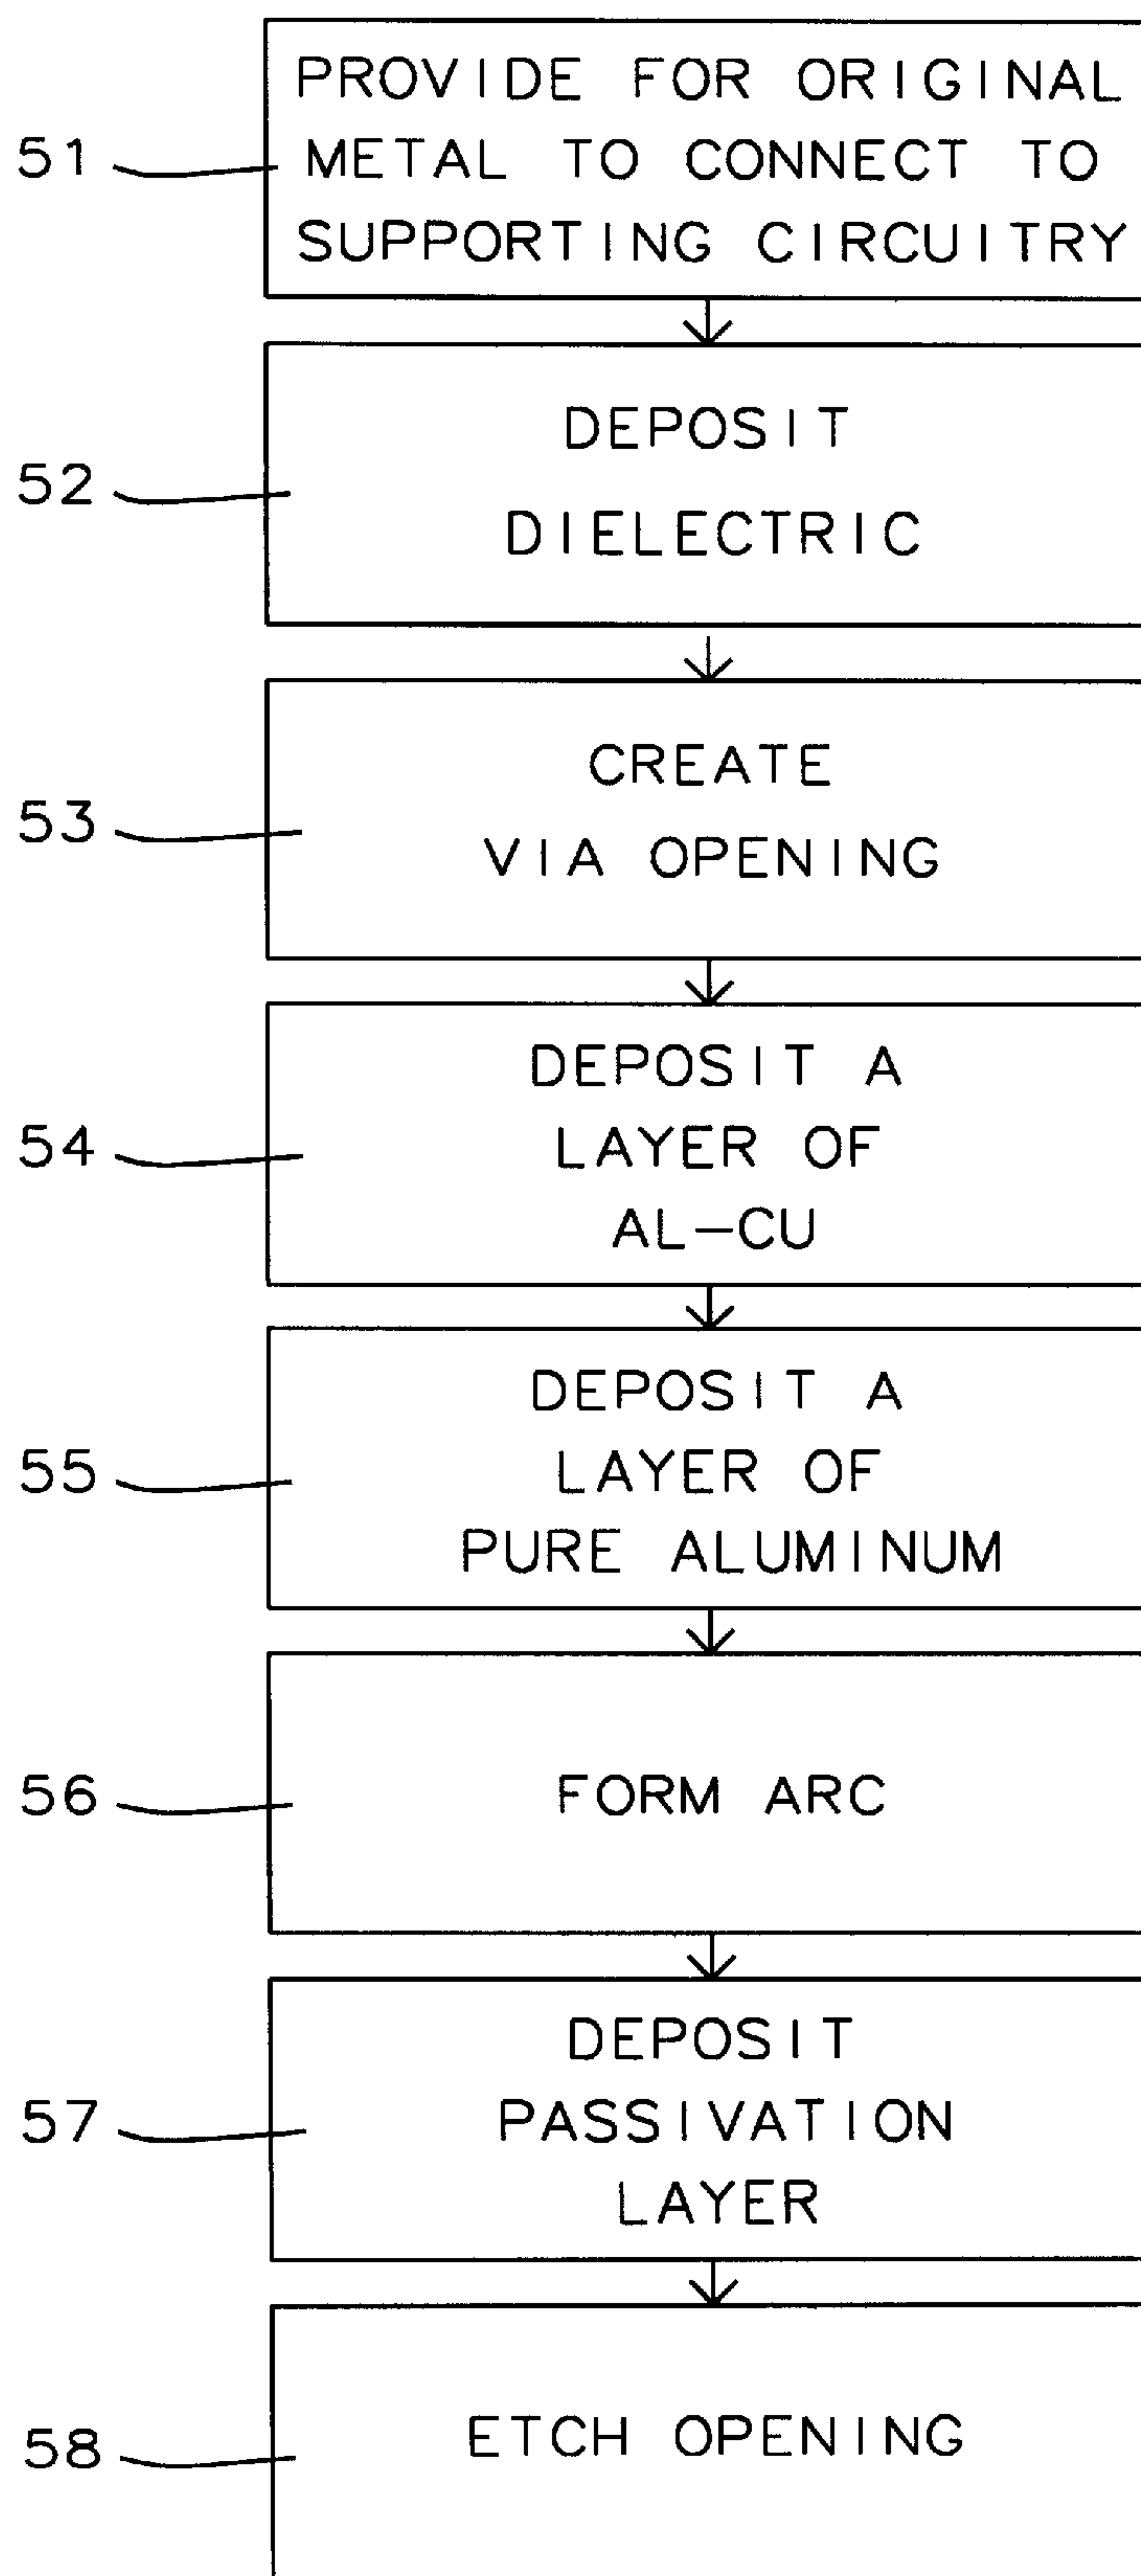 PROVIDE FOR ORIGINAL
51 METAL TO CONNECT TO
SUPPORTING CIRCUITRY
DEPOSIT
52
DIELECTRIC
CREATE
53
VIA OPENING
DEPOSIT A
54 LAYER OF
AL-CU
DEPOSIT A
55 LAYER OF
PURE ALUMINUM
56 FORM ARC
DEPOSIT
57 PASSIVATION
LAYER
58 ETCH OPENING